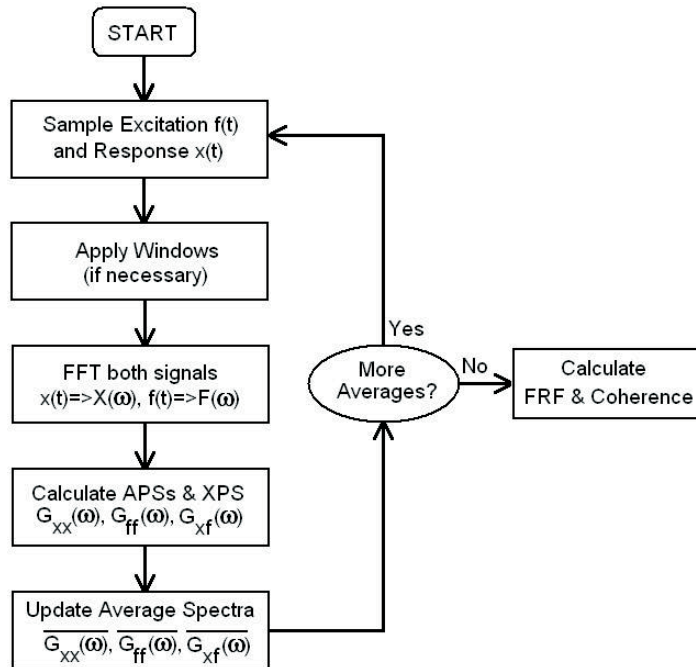 START
Sample Excitation f(t)
and Response x(t)
Apply Windows
(if necessary)
FFT both signals
x(t)=>X(ω), f(t)=>F(ω)
Calculate APSs & XPS
Gxx(ω), Gff(ω), Gxf(ω)
Update Average Spectra
Gxx(ω), Gff(ω), Gxf(ω)
More
Averages?
Yes
No
Calculate
FRF & Coherence